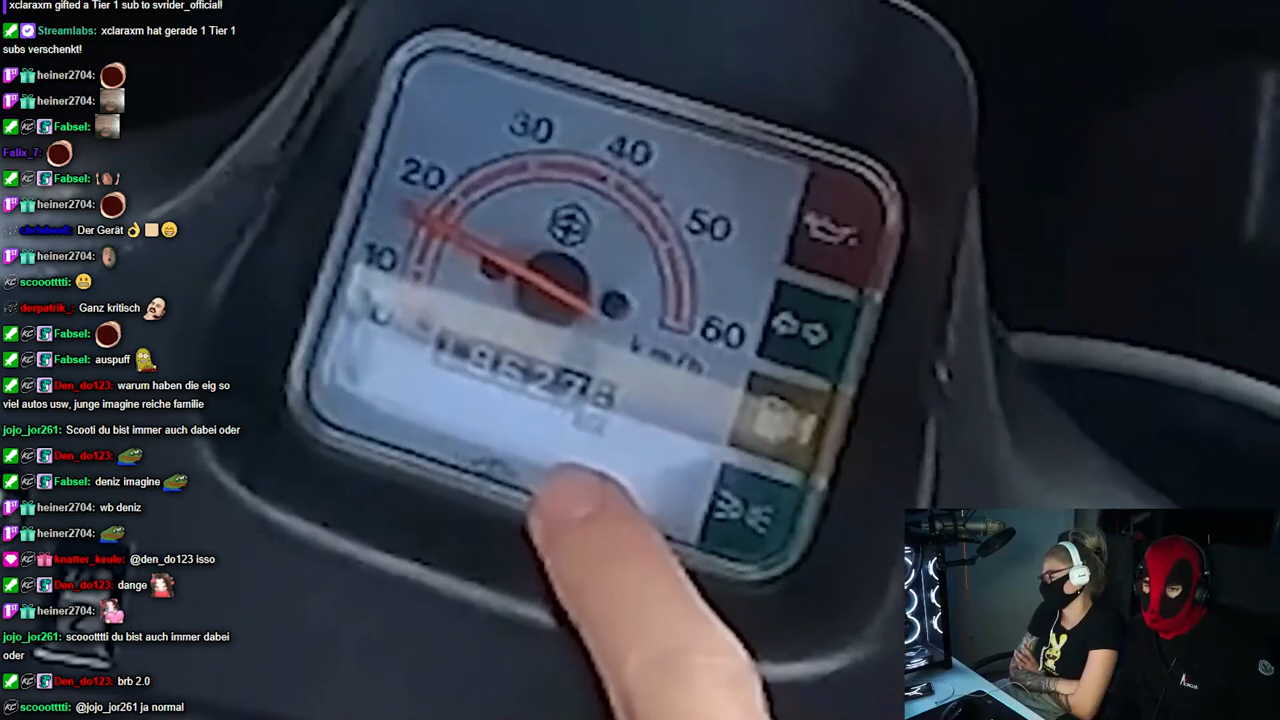 xclaraxm gifted a Tier 1 sub to svrider_official!
Streamlabs: xclaraxm hat gerade 1 Tier 1
subs verschenkt!
heiner2704:
heiner2704:
Fabsel:
Falix_7:
Fabsel:
heiner2704:
Der Gerät
heiner2704:
scooottti:
derpatrik_: Ganz kritisch
Fabsel:
Fabsel: auspuff
Den_do123: warum haben die eig so
viel autos usw, junge imagine reiche familie
jojo_jor261: Scooti du bist immer auch dabei oder
Den_do123:
Fabsel: deniz imagine
heiner2704: wb deniz
heiner2704:
knatter_keule: @den_do123 isso
Den_do123: dange
heiner2704:
jojo_jor261: scooottti du bist auch immer dabei
oder
Den_do123: brb 2.0
scooottti: @jojo_jor261 ja normal
10
20
30
40
50
60
km/h